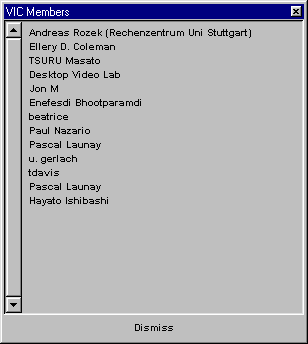 VIC Members
Andreas Rozek (Rechenzentrum Uni Stuttgart)
Ellery D. Coleman
TSURU Masato
Desktop Video Lab
Jon M
Enefesdi Bhootparamdi
beatrice
Paul Nazario
Pascal Launay
u. gerlach
tdavis
Pascal Launay
Hayato Ishibashi
Dismiss